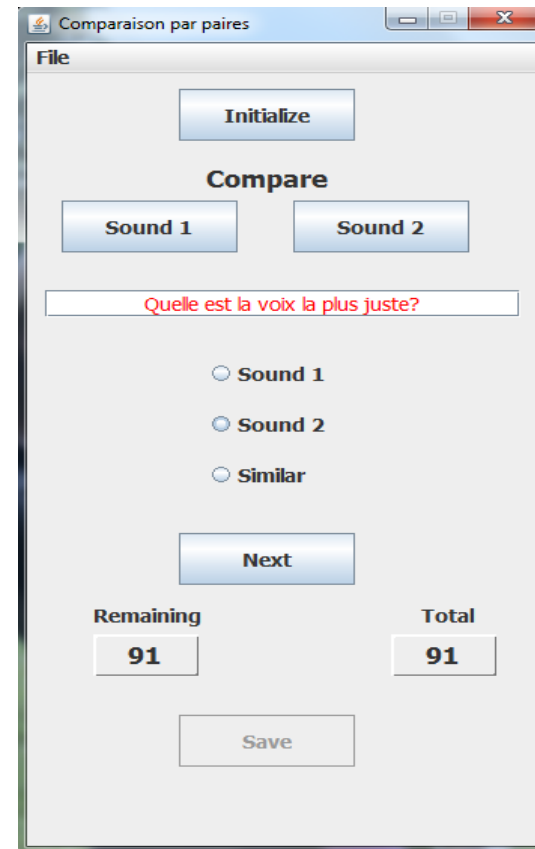 Comparaison par paires
File
Initialize
Compare
Sound 1 Sound 2
Quelle est la voix la plus juste?
Sound 1
Sound 2
Similar
Next
Remaining Total
91 91
Save